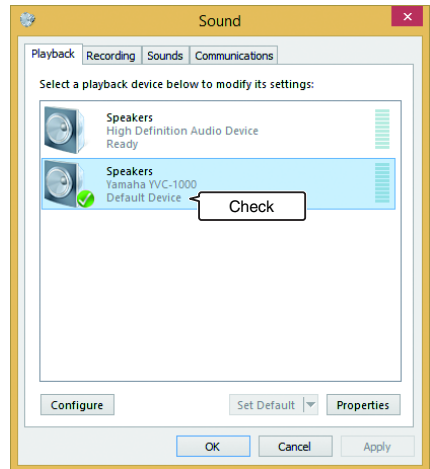 Sound
Playback Recording Sounds Communications
Select a playback device below to modify its settings:
Speakers
High Definition Audio Device
Ready
Speakers
Yamaha YVC-1000
Default Device
Check
Configure Set Default Properties
OK Cancel Apply